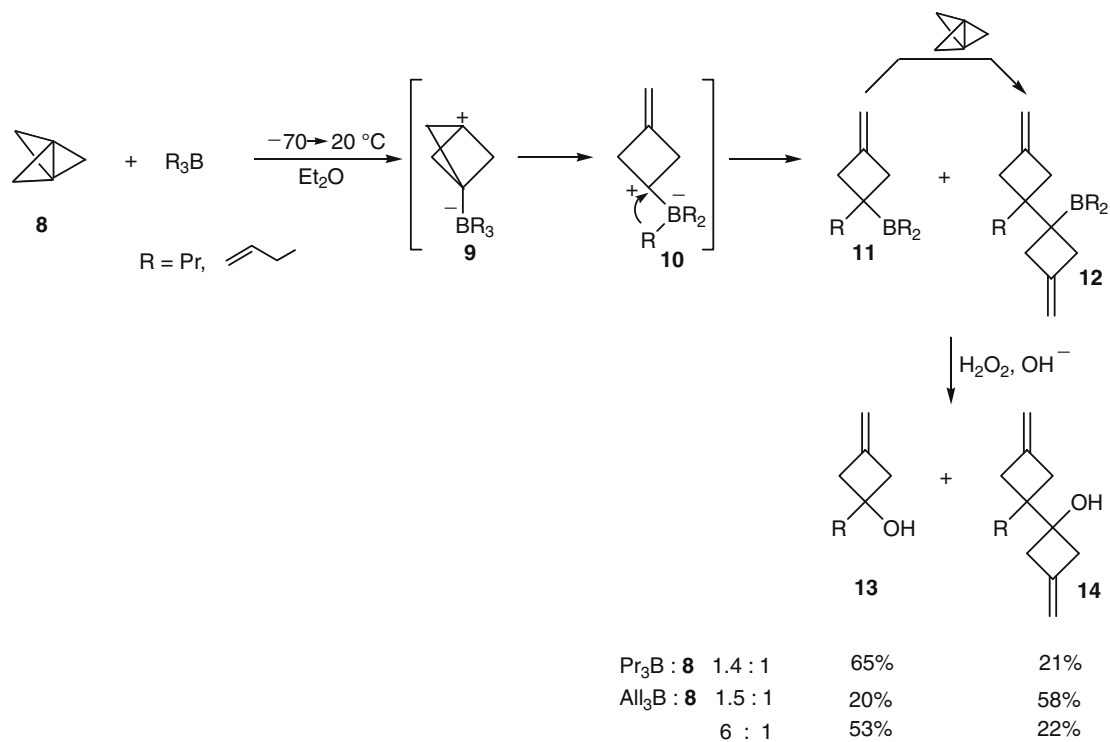 8
+
R₃B
−70→20 °C
Et₂O
R = Pr,
+
−
BR₃
9
+
−
BR₂
R
10
R
BR₂
11
+
R
BR₂
12
H₂O₂, OH⁻
R
OH
13
+
R
OH
14
Pr₃B : 8 1.4 : 1 65% 21%
All₃B : 8 1.5 : 1 20% 58%
6 : 1 53% 22%